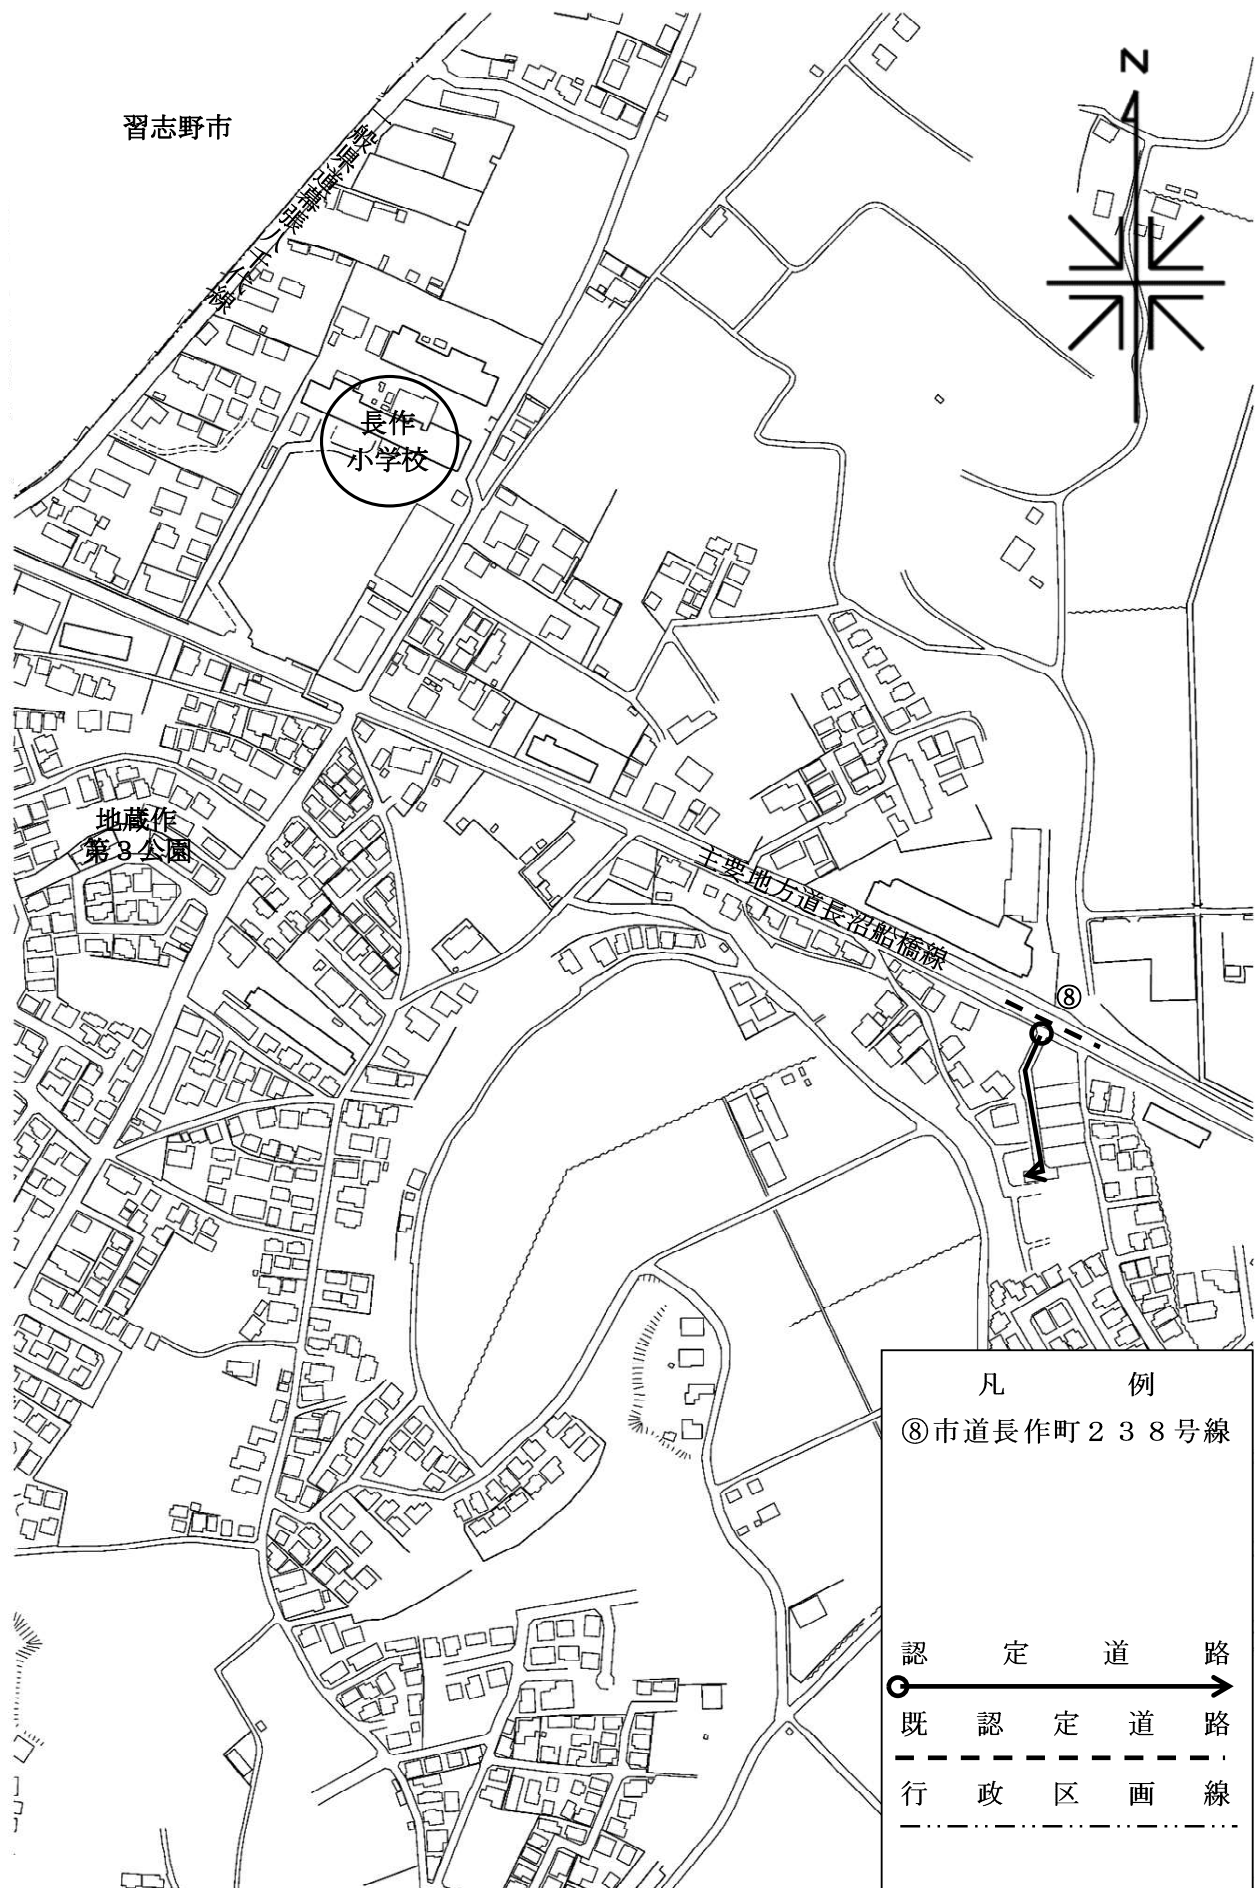 N
習志野市
一般県道幕張八千代線
長作
小学校
地蔵作
第３公園
主要地方道長沼船橋線
⑧
凡例
⑧市道長作町２３８号線
認定道路
既認定道路
行政区画線